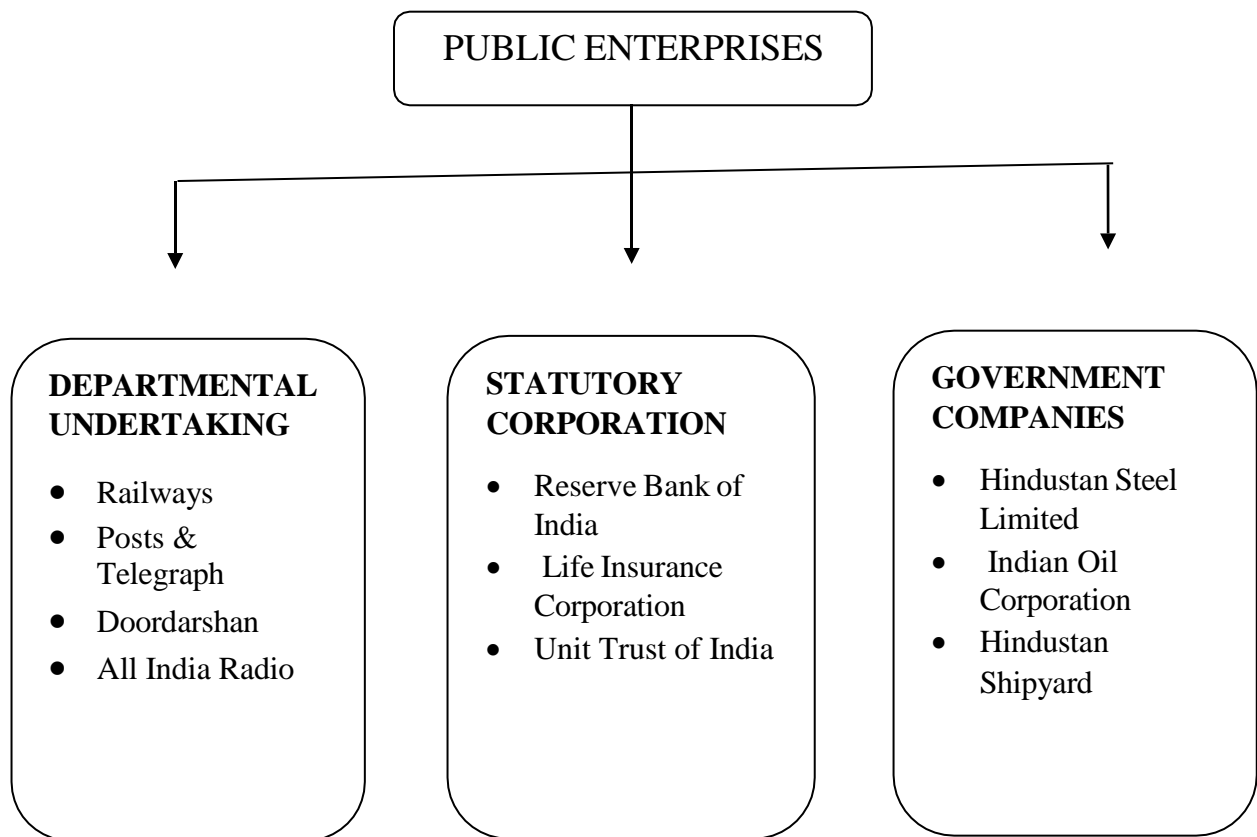 PUBLIC ENTERPRISES
DEPARTMENTAL
UNDERTAKING
• Railways
• Posts &
Telegraph
• Doordarshan
• All India Radio
STATUTORY
CORPORATION
• Reserve Bank of
India
• Life Insurance
Corporation
• Unit Trust of India
GOVERNMENT
COMPANIES
• Hindustan Steel
Limited
• Indian Oil
Corporation
• Hindustan
Shipyard